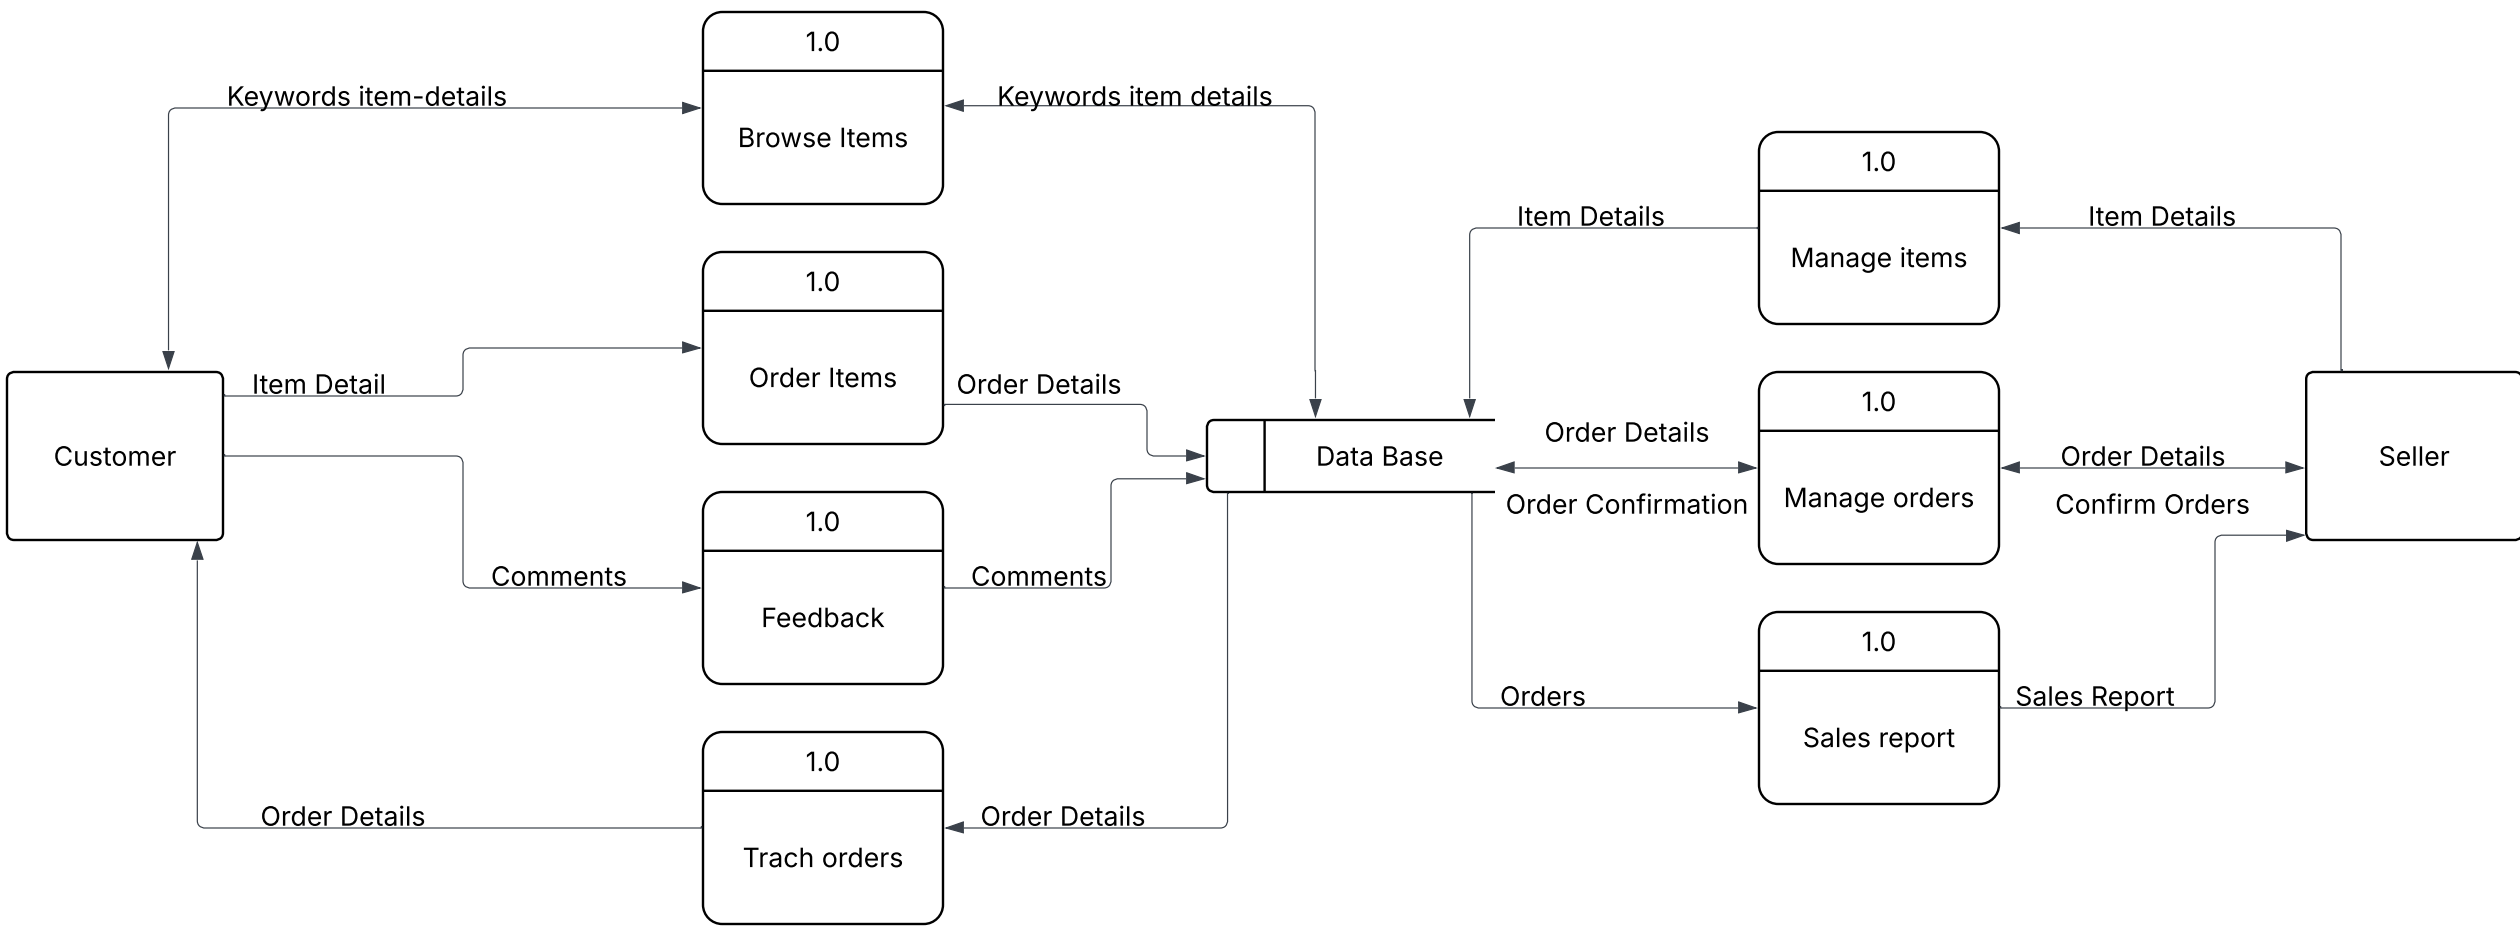 1.0
Keywords item-details
Keywords item details
Browse Items
1.0
Item Details
Item Details
Manage items
1.0
Item Detail
Order Items
Order Details
1.0
Customer
Data Base
Order Details
Order Confirmation
Manage orders
Order Details
Confirm Orders
Seller
1.0
Comments
Comments
Feedback
1.0
Orders
Sales Report
Sales report
1.0
Order Details
Order Details
Trach orders